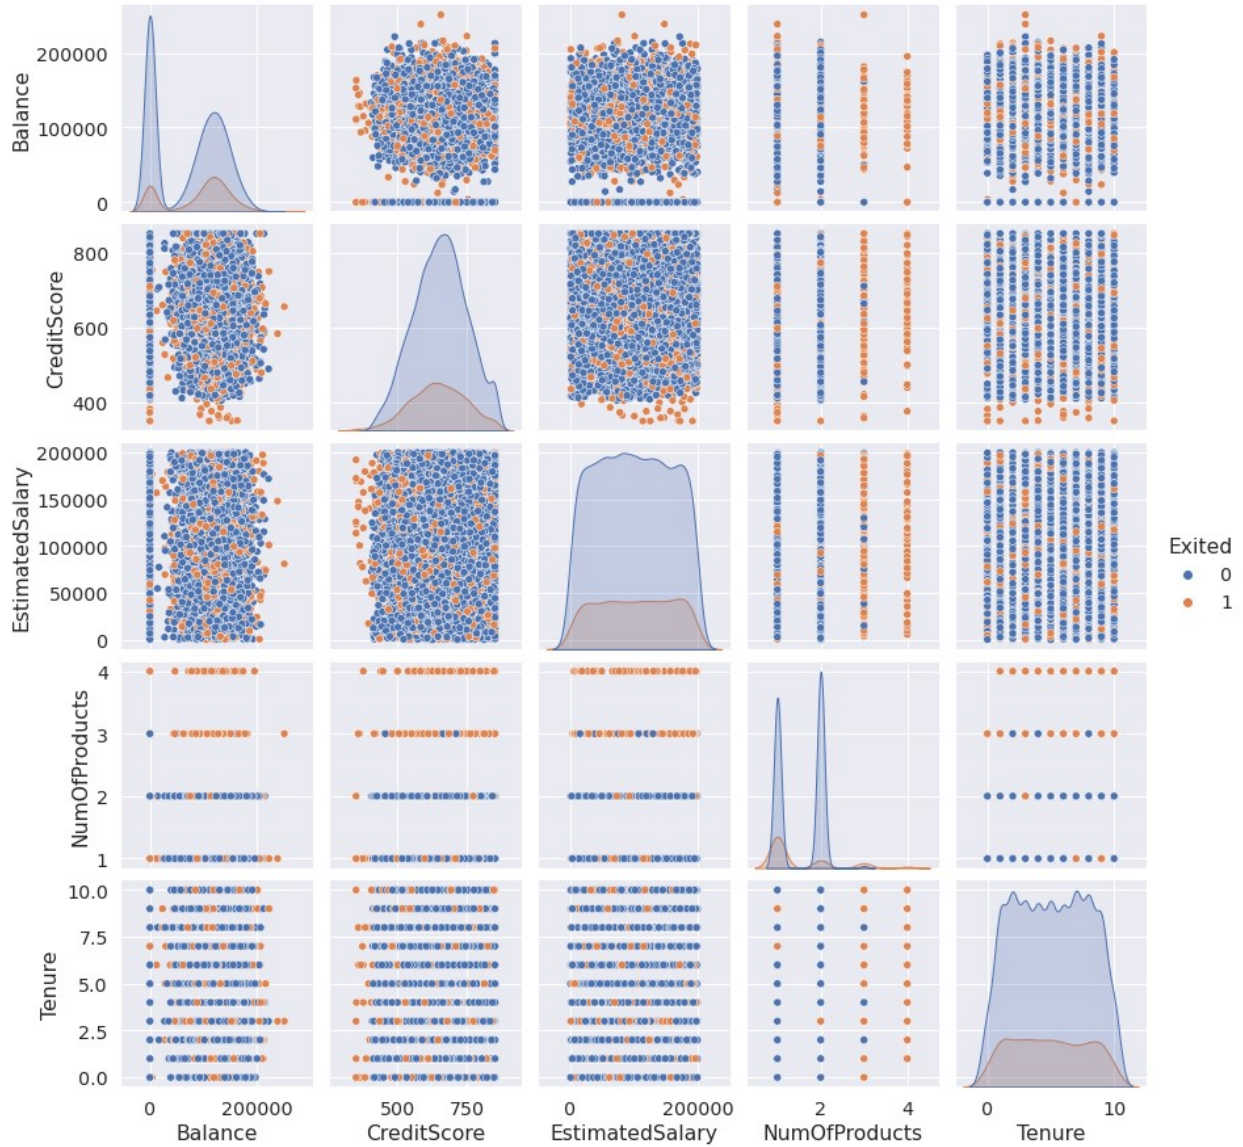 Balance
200000
100000
0
CreditScore
800
600
400
EstimatedSalary
200000
150000
100000
50000
0
Exited
0
1
NumOfProducts
4
3
2
1
Tenure
10.0
7.5
5.0
2.5
0.0
0 200000 500 750 0 200000 2 4 0 10
Balance CreditScore EstimatedSalary NumOfProducts Tenure